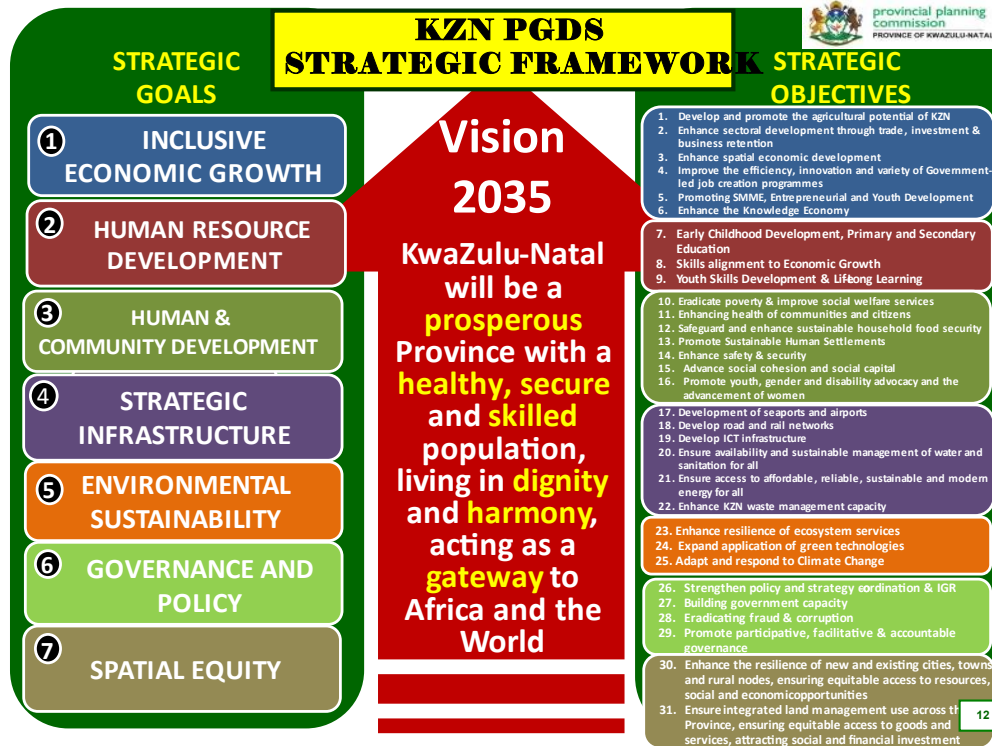 KZN PGDS
STRATEGIC FRAMEWORK
provincial planning
commission
PROVINCE OF KWAZULU-NATAL
STRATEGIC
GOALS
1
INCLUSIVE
ECONOMIC GROWTH
2
HUMAN RESOURCE
DEVELOPMENT
3
HUMAN &
COMMUNITY DEVELOPMENT
4
STRATEGIC
INFRASTRUCTURE
5
ENVIRONMENTAL
SUSTAINABILITY
6
GOVERNANCE AND
POLICY
7
SPATIAL EQUITY
Vision
2035
KwaZulu-Natal
will be a
prosperous
Province with a
healthy, secure
and skilled
population,
living in dignity
and harmony,
acting as a
gateway to
Africa and the
World
STRATEGIC
OBJECTIVES
1. Develop and promote the agricultural potential of KZN
2. Enhance sectoral development through trade, investment &
business retention
3. Enhance spatial economic development
4. Improve the efficiency, innovation and variety of Government-
led job creation programmes
5. Promoting SMME, Entrepreneurial and Youth Development
6. Enhance the Knowledge Economy
7. Early Childhood Development, Primary and Secondary
Education
8. Skills alignment to Economic Growth
9. Youth Skills Development & Lifelong Learning
10. Eradicate poverty & improve social welfare services
11. Enhancing health of communities and citizens
12. Safeguard and enhance sustainable household food security
13. Promote Sustainable Human Settlements
14. Enhance safety & security
15. Advance social cohesion and social capital
16. Promote youth, gender and disability advocacy and the
advancement of women
17. Development of seaports and airports
18. Develop road and rail networks
19. Develop ICT infrastructure
20. Ensure availability and sustainable management of water and
sanitation for all
21. Ensure access to affordable, reliable, sustainable and modern
energy for all
22. Enhance KZN waste management capacity
23. Enhance resilience of ecosystem services
24. Expand application of green technologies
25. Adapt and respond to Climate Change
26. Strengthen policy and strategy coordination & IGR
27. Building government capacity
28. Eradicating fraud & corruption
29. Promote participative, facilitative & accountable
governance
30. Enhance the resilience of new and existing cities, towns
and rural nodes, ensuring equitable access to resources,
social and economicopportunities
31. Ensure integrated land management use across th
Province, ensuring equitable access to goods and
services, attracting social and financial investment
12